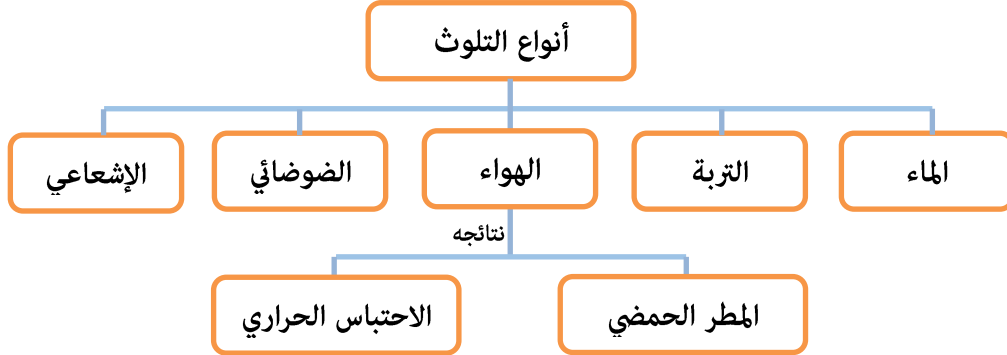 أنواع التلوث
الماء
التربة
الهواء
الضوضائي
الإشعاعي
نتائجه
المطر الحمضي
الاحتباس الحراري